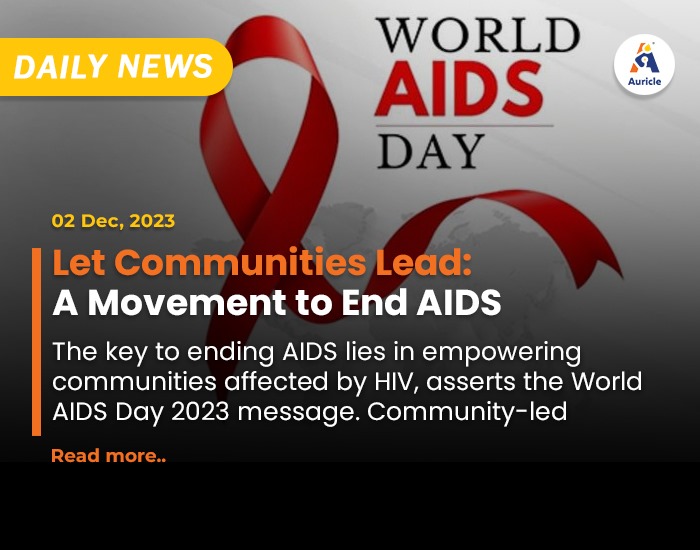 DAILY NEWS
WORLD
AIDS
DAY
Auricle
02 Dec, 2023
Let Communities Lead:
A Movement to End AIDS
The key to ending AIDS lies in empowering
communities affected by HIV, asserts the World
AIDS Day 2023 message. Community-led
Read more..